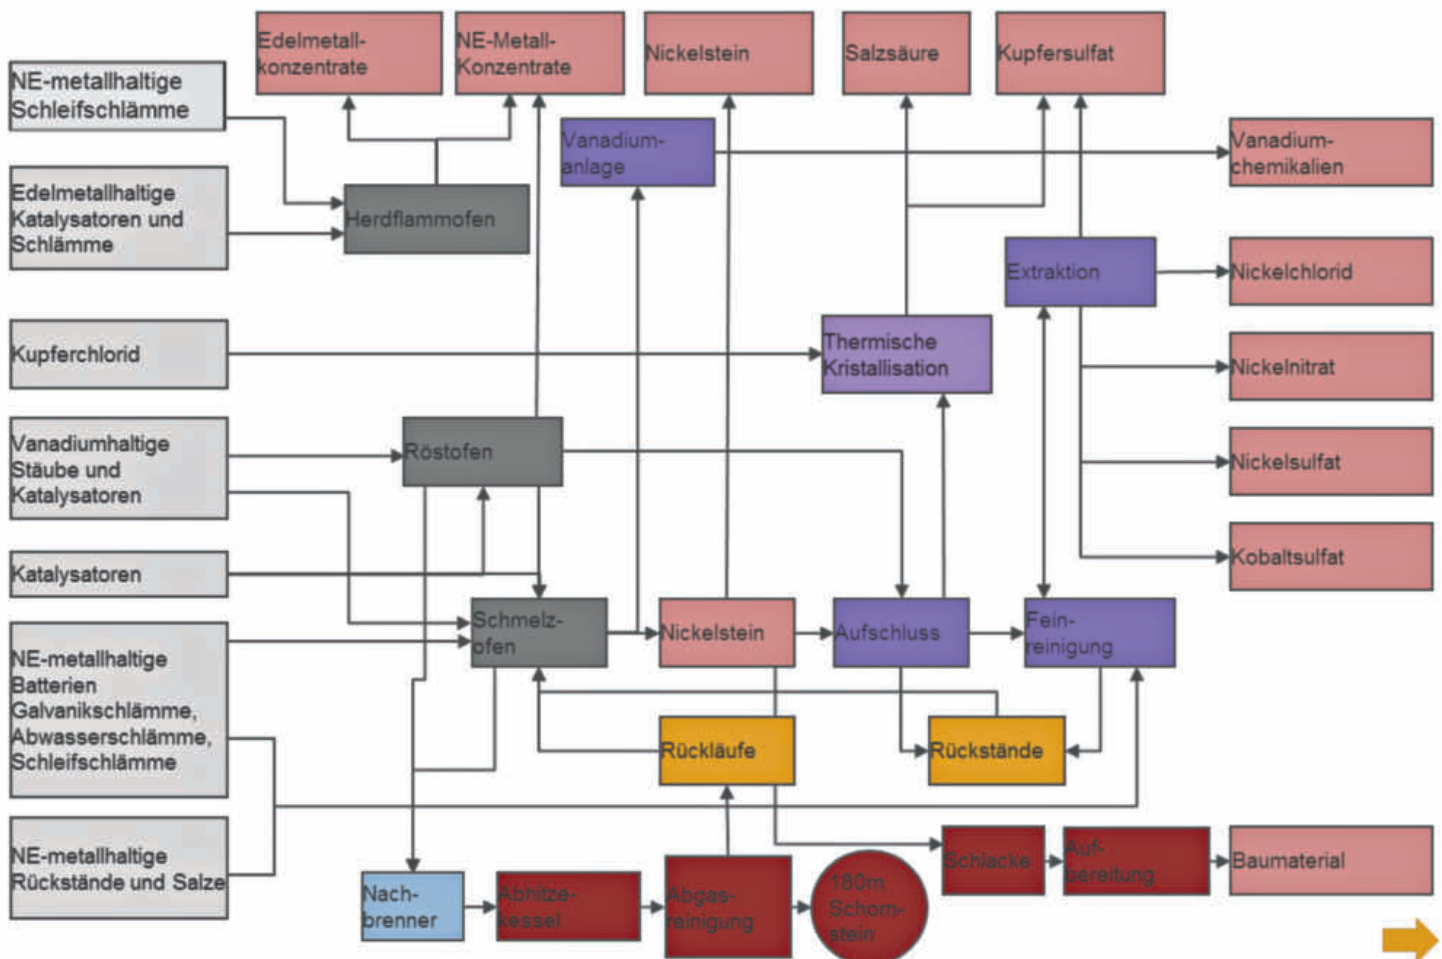 Edelmetall-
konzentrate
NE-Metall-
Konzentrate
Nickelstein
Salzsäure
Kupfersulfat
NE-metallhaltige
Schleifschlämme
Vanadium-
anlage
Vanadium-
chemikalien
Edelmetallhaltige
Katalysatoren und
Schlämme
Herdflammofen
Extraktion
Nickelchlorid
Kupferchlorid
Thermische
Kristallisation
Nickelnitrat
Vanadiumhaltige
Stäube und
Katalysatoren
Röstofen
Nickelsulfat
Katalysatoren
Kobaltsulfat
Schmelz-
ofen
Nickelstein
Aufschluss
Fein-
reinigung
NE-metallhaltige
Batterien
Galvanikschlämme,
Abwasserschlämme,
Schleifschlämme
Rückläufe
Rückstände
NE-metallhaltige
Rückstände und Salze
Schlacke
Auf-
bereitung
Baumaterial
Nach-
brenner
Abhitze-
kessel
Abgas-
reinigung
180m
Schorn-
stein